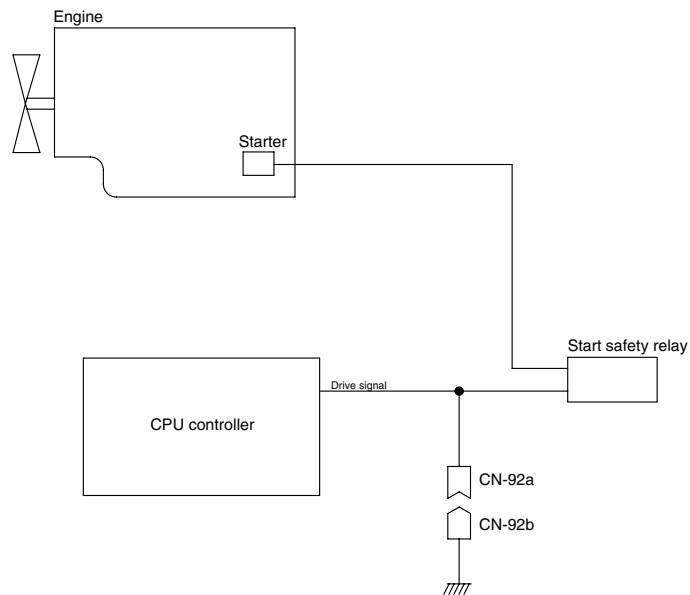 Engine
Starter
Start safety relay
Drive signal
CPU controller
CN-92a
CN-92b